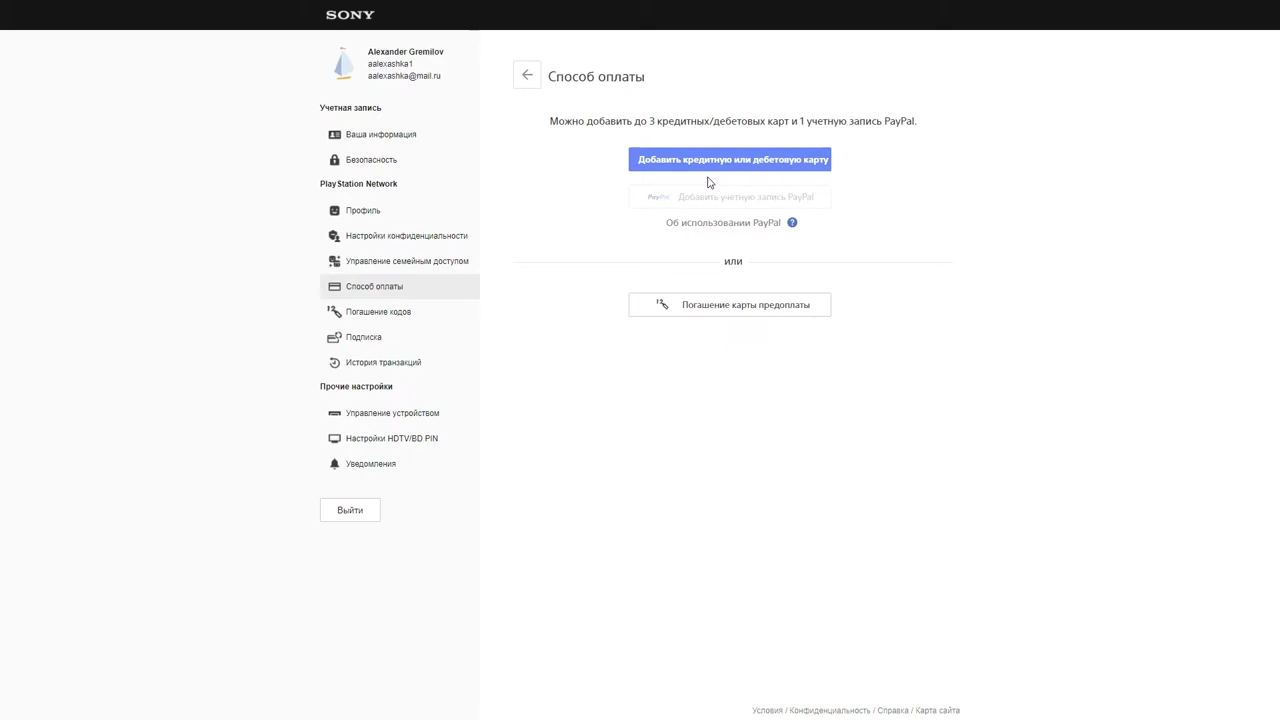 SONY
Alexander Gremilov
aalexashka1
aalexashka@mail.ru
Учетная запись
Ваша информация
Безопасность
PlayStation Network
Профиль
Настройки конфиденциальности
Управление семейным доступом
Способ оплаты
Погашение кодов
Подписка
История транзакций
Прочие настройки
Управление устройством
Настройки HDTV/BD PIN
Уведомления
Выйти
Способ оплаты
Можно добавить до 3 кредитных/дебетовых карт и 1 учетную запись PayPal.
Добавить кредитную или дебетовую карту
PayPal Добавить учетную запись PayPal
Об использовании PayPal ?
или
Погашение карты предоплаты
Условия / Конфиденциальность / Справка / Карта сайта